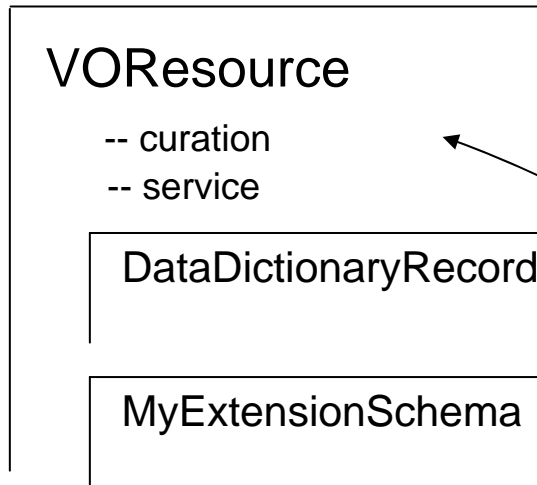 VOResource
-- curation
-- service
DataDictionaryRecord
MyExtensionSchema